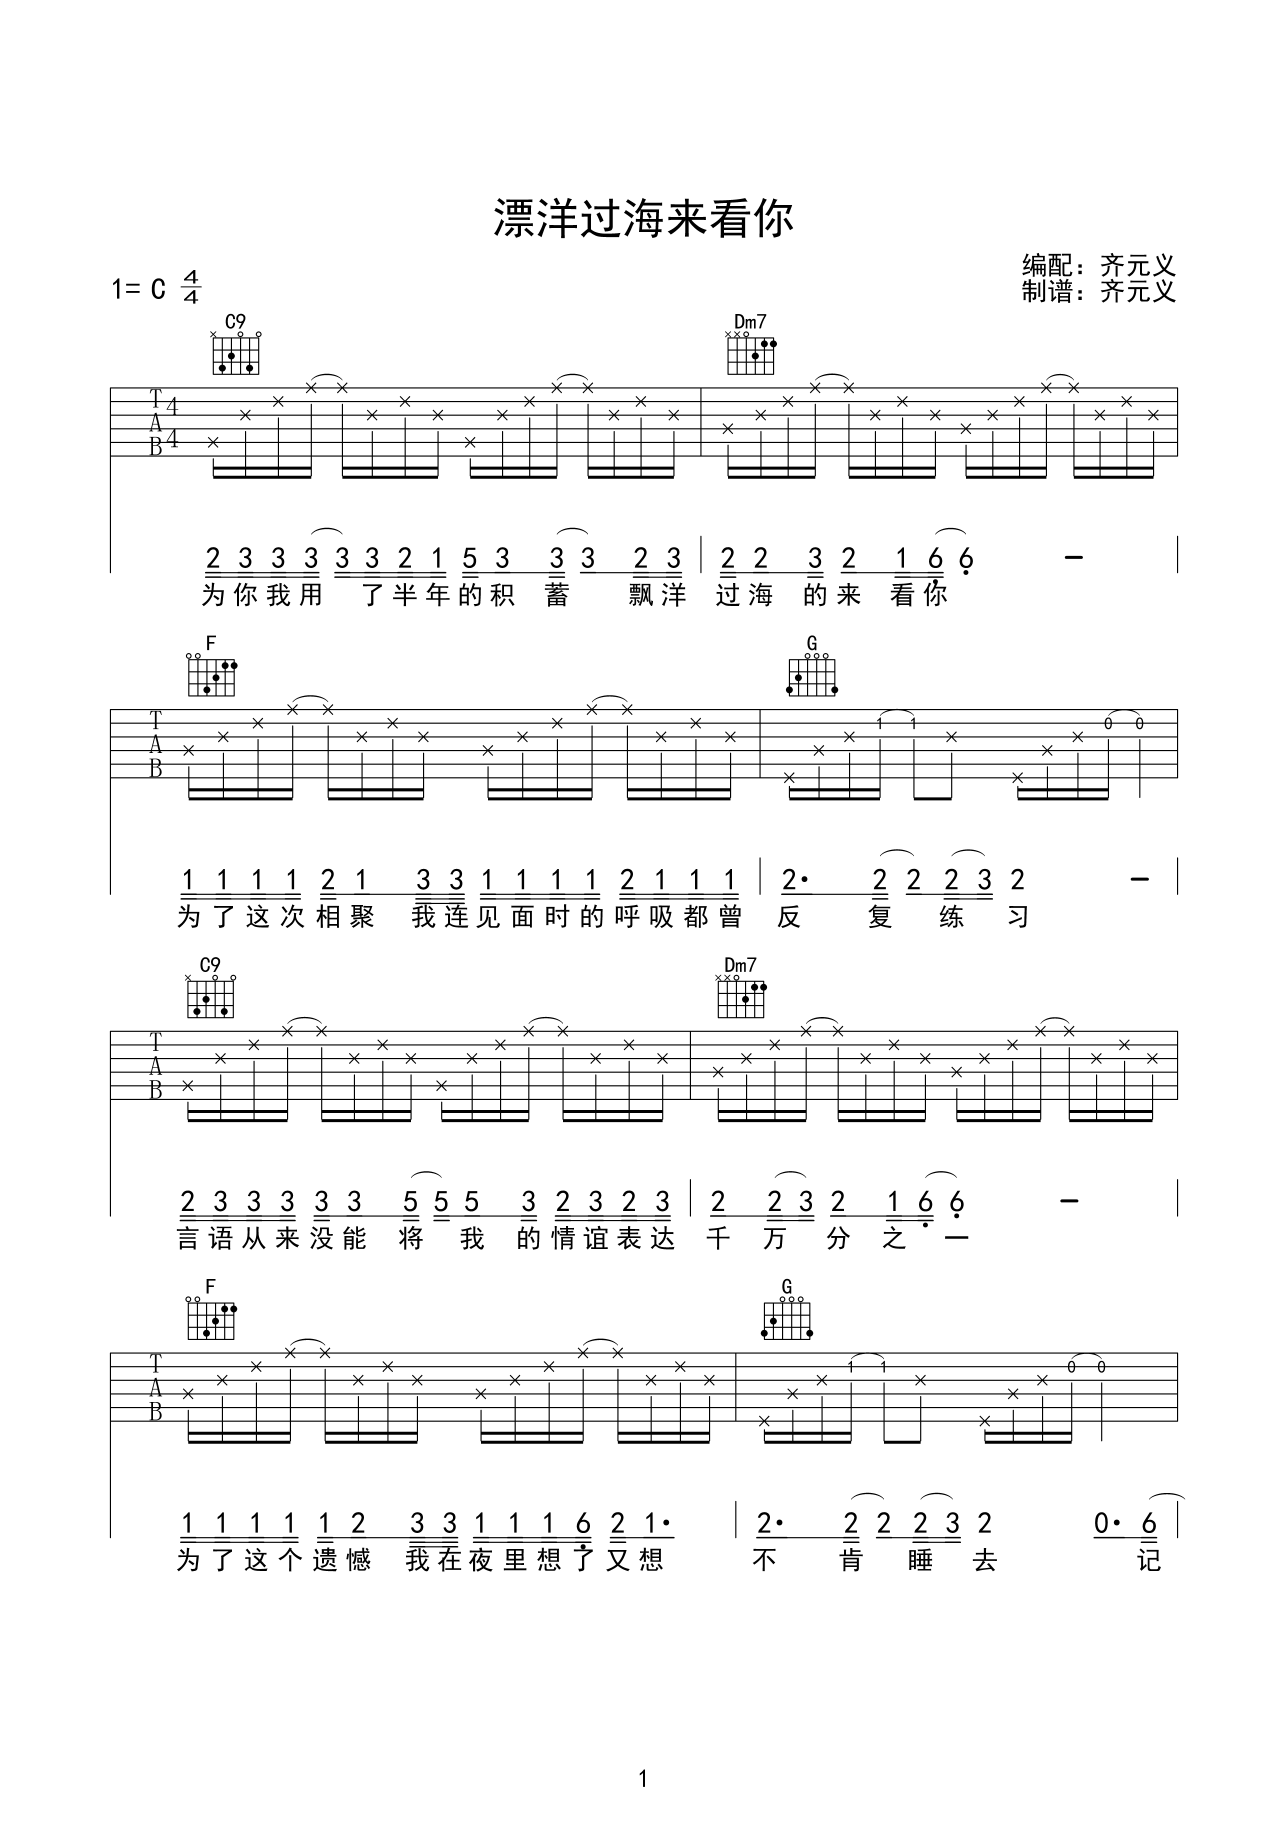 漂洋过海来看你
编配：齐元义
1= C 4/4
制谱：齐元义
C9 Dm7
T A B 4 4
2 3 3 3 3 3 2 1 5 3 3 3 2 3 2 2 3 2 1 6 6 -
为你我用 了半年的积 蓄 飘洋 过海 的来 看你
F G
T A B 1 1 0 0
1 1 1 1 2 1 3 3 1 1 1 1 2 1 1 1 2· 2 2 2 3 2 -
为了这次相聚 我连见面时的呼吸都曾 反 复 练 习
C9 Dm7
T A B
2 3 3 3 3 3 5 5 5 3 2 3 2 3 2 2 3 2 1 6 6 -
言语从来没能 将 我 的情谊表达 千 万 分 之 一
F G
T A B 1 1 0 0
1 1 1 1 1 2 3 3 1 1 1 6 2 1· 2· 2 2 2 3 2 0· 6
为了这个遗憾 我在夜里想了又想 不 肯 睡 去 记
1